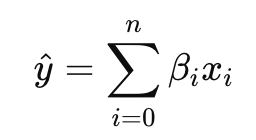 ŷ = ∑_{i=0}^{n} β_i x_i